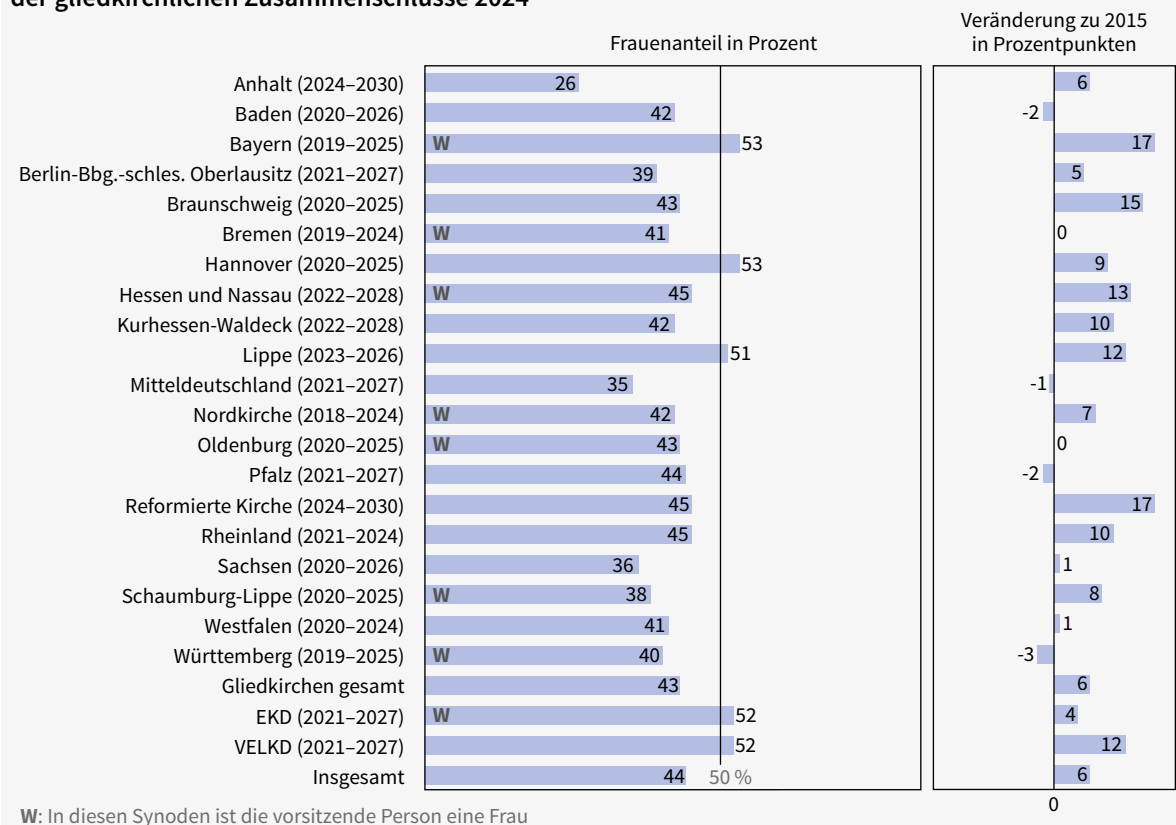 der gliedkirchlichen Zusammenschlüsse 2024
Veränderung zu 2015
Frauenanteil in Prozent
in Prozentpunkten
Anhalt (2024–2030) 26 6
Baden (2020–2026) 42 -2
Bayern (2019–2025) W 53 17
Berlin-Bbg.-schles. Oberlausitz (2021–2027) 39 5
Braunschweig (2020–2025) 43 15
Bremen (2019–2024) W 41 0
Hannover (2020–2025) 53 9
Hessen und Nassau (2022–2028) W 45 13
Kurhessen-Waldeck (2022–2028) 42 10
Lippe (2023–2026) 51 12
Mitteldeutschland (2021–2027) 35 -1
Nordkirche (2018–2024) W 42 7
Oldenburg (2020–2025) W 43 0
Pfalz (2021–2027) 44 -2
Reformierte Kirche (2024–2030) 45 17
Rheinland (2021–2024) 45 10
Sachsen (2020–2026) 36 1
Schaumburg-Lippe (2020–2025) W 38 8
Westfalen (2020–2024) 41 1
Württemberg (2019–2025) W 40 -3
Gliedkirchen gesamt 43 6
EKD (2021–2027) W 52 4
VELKD (2021–2027) 52 12
Insgesamt 44 50 % 6
0
W: In diesen Synoden ist die vorsitzende Person eine Frau